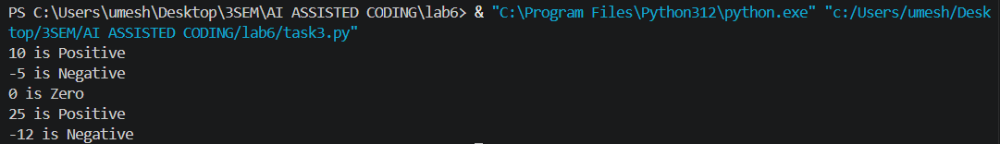 PS C:\Users\umesh\Desktop\3SEM\AI ASSISTED CODING\lab6> & "C:\Program Files\Python312\python.exe" "c:/Users/umesh/Desk
top/3SEM/AI ASSISTED CODING/lab6/task3.py"
10 is Positive
-5 is Negative
0 is Zero
25 is Positive
-12 is Negative